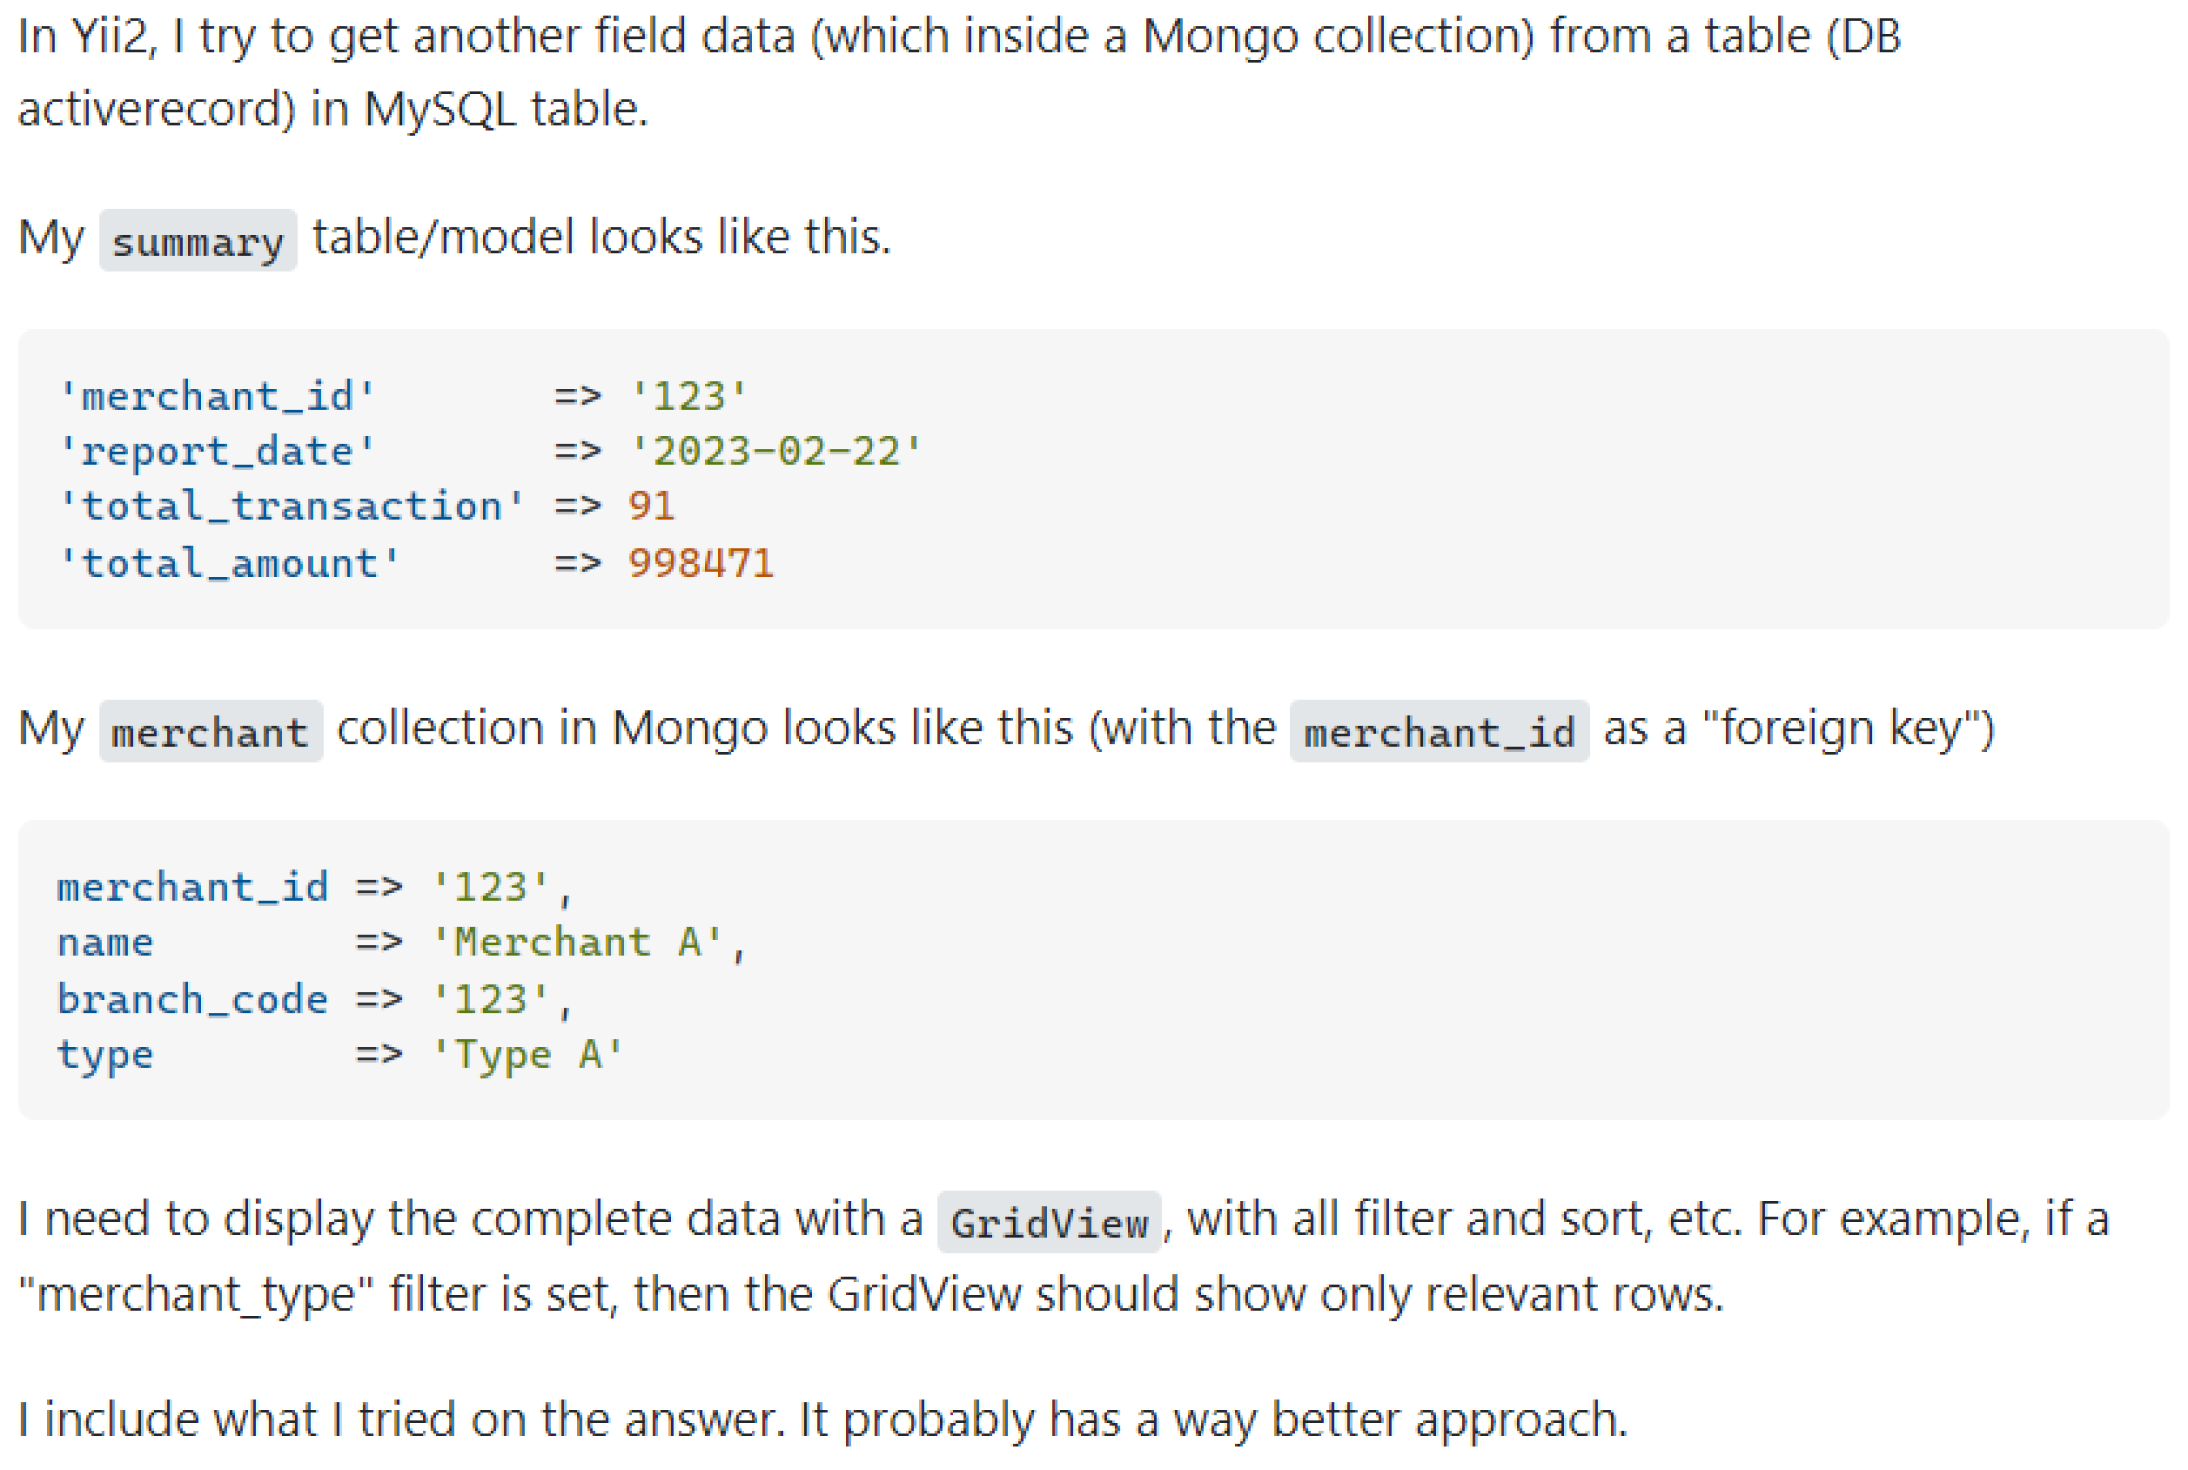 In Yii2, I try to get another field data (which inside a Mongo collection) from a table (DB
activerecord) in MySQL table.
My summary table/model looks like this.
'merchant_id'       => '123'
'report_date'       => '2023-02-22'
'total_transaction' => 91
'total_amount'      => 998471
My merchant collection in Mongo looks like this (with the merchant_id as a "foreign key")
merchant_id => '123',
name        => 'Merchant A',
branch_code => '123',
type        => 'Type A'
I need to display the complete data with a GridView, with all filter and sort, etc. For example, if a
"merchant_type" filter is set, then the GridView should show only relevant rows.
I include what I tried on the answer. It probably has a way better approach.